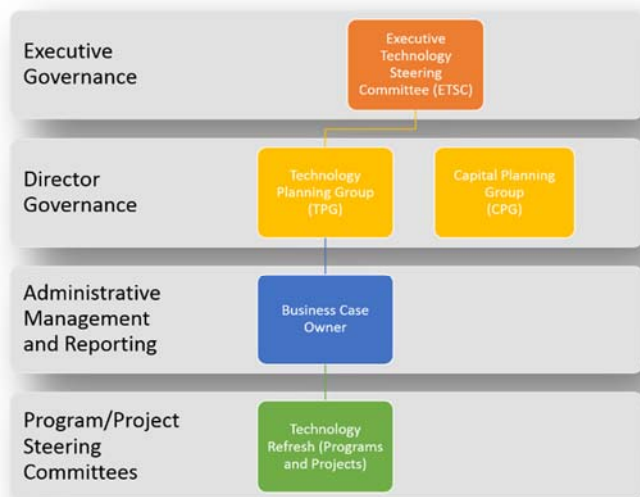 Executive
Governance
Executive
Technology
Steering
Committee (ETSC)
Director
Governance
Technology
Planning Group
(TPG)
Capital Planning
Group
(CPG)
Administrative
Management
and Reporting
Business Case
Owner
Program/Project
Steering
Committees
Technology
Refresh (Programs
and Projects)